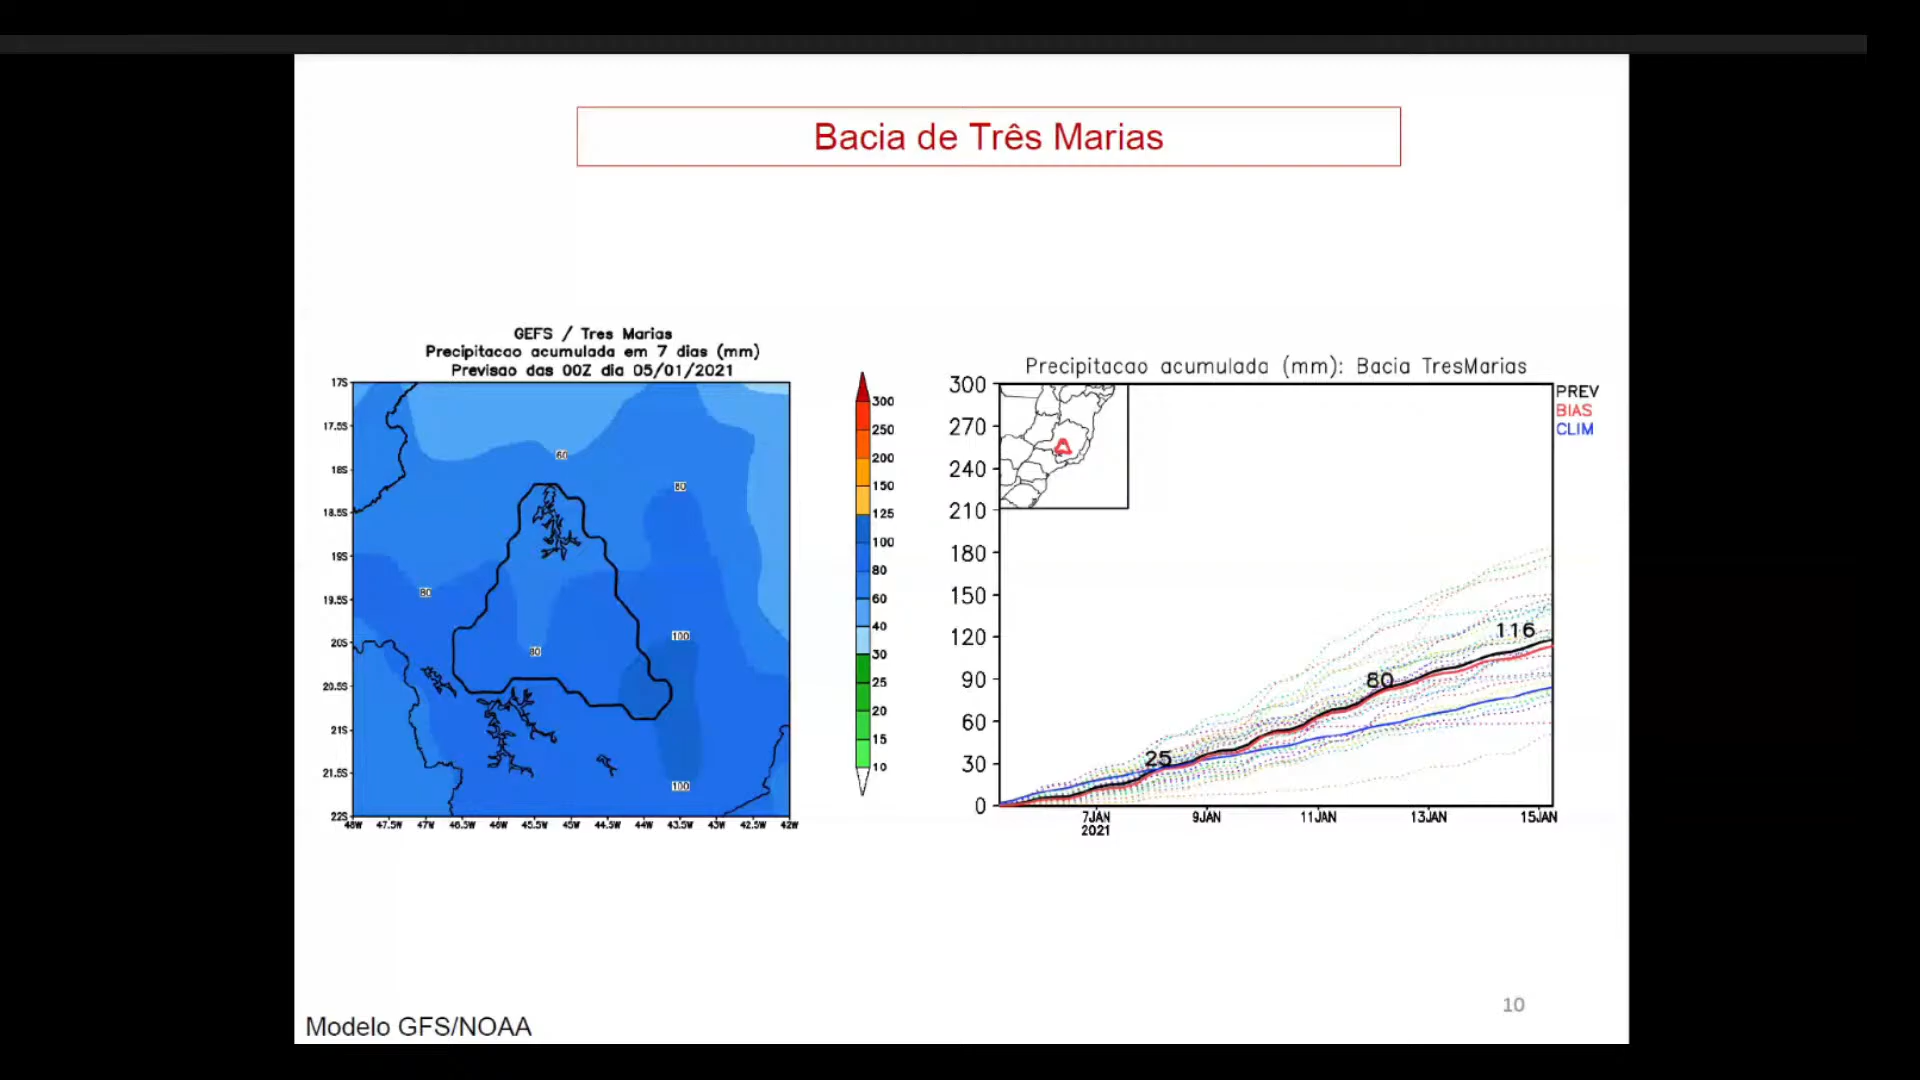 Bacia de Três Marias
GEFS / Tres Marias
Precipitacao acumulada em 7 dias (mm)
Previsao das 00Z dia 05/01/2021
17S
17.5S
18S
18.5S
19S
19.5S
20S
20.5S
21S
21.5S
22S
48W 47.5W 47W 46.5W 46W 45.5W 45W 44.5W 44W 43.5W 43W 42.5W 42W
60
80
80
100
80
100
300
250
200
150
125
100
80
60
40
30
25
20
15
10
Precipitacao acumulada (mm): Bacia TresMarias
300
270
240
210
180
150
120
90
60
30
0
PREV
BIAS
CLIM
116
80
25
7JAN 9JAN 11JAN 13JAN 15JAN
2021
10
Modelo GFS/NOAA